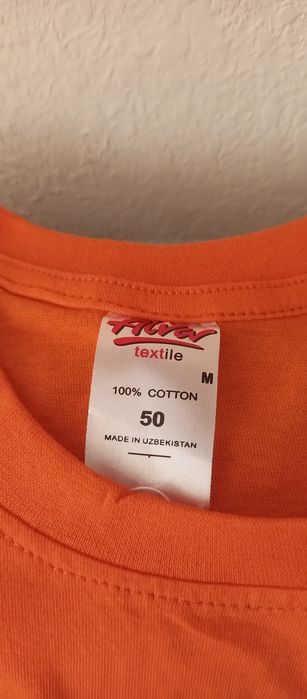 textile
M
100% COTTON
50
MADE IN UZBEKISTAN